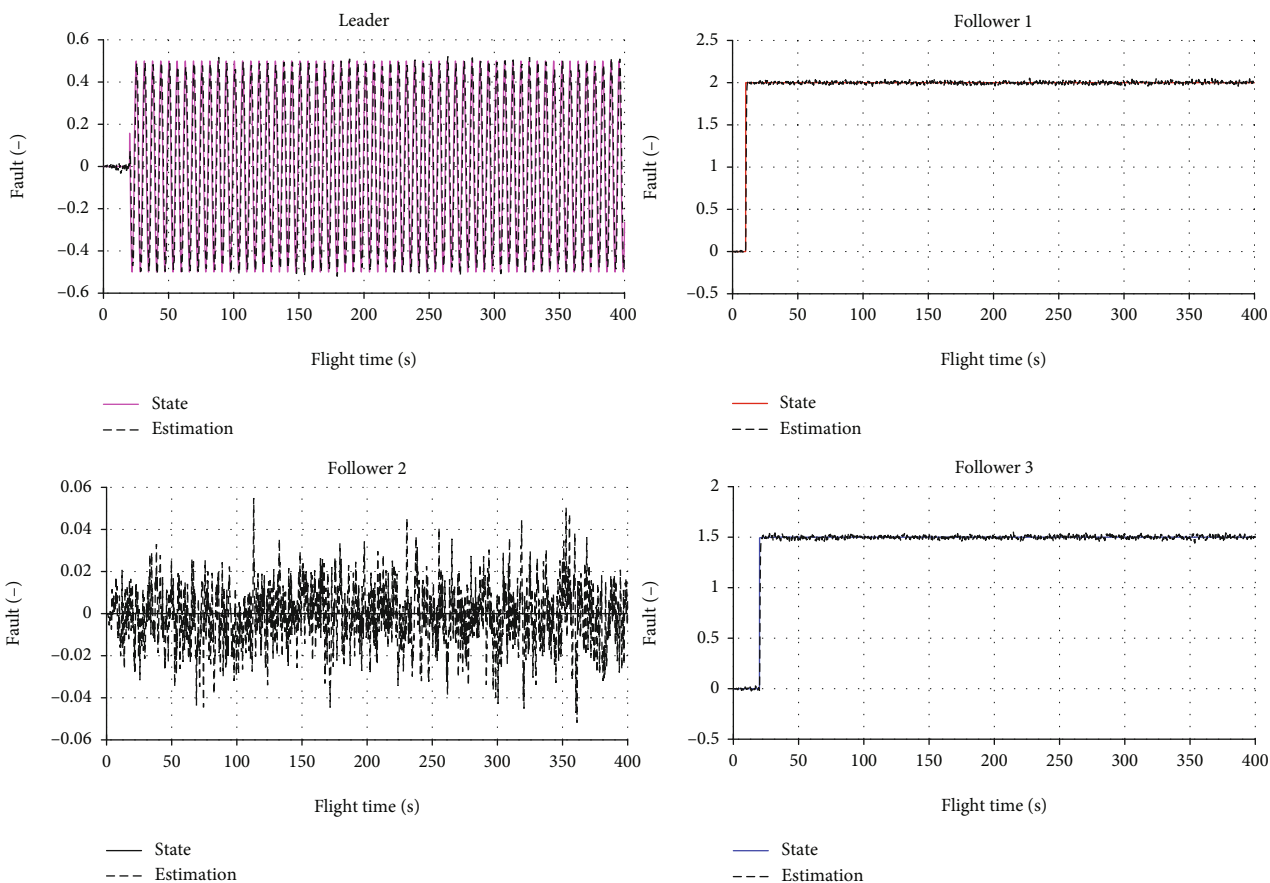 Leader
0.6
0.4
0.2
0
−0.2
−0.4
−0.6
Fault (−)
0 50 100 150 200 250 300 350 400
Flight time (s)
State
Estimation
Follower 1
2.5
2
1.5
1
0.5
0
−0.5
Fault (−)
0 50 100 150 200 250 300 350 400
Flight time (s)
State
Estimation
Follower 2
0.06
0.04
0.02
0
−0.02
−0.04
−0.06
Fault (−)
0 50 100 150 200 250 300 350 400
Flight time (s)
State
Estimation
Follower 3
2
1.5
1
0.5
0
−0.5
Fault (−)
0 50 100 150 200 250 300 350 400
Flight time (s)
State
Estimation